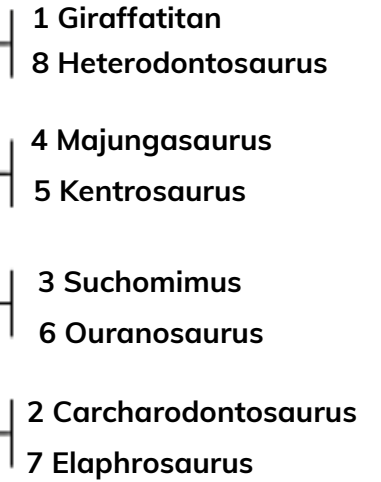 1 Giraffatitan
8 Heterodontosaurus
4 Majungasaurus
5 Kentrosaurus
3 Suchomimus
6 Ouranosaurus
2 Carcharodontosaurus
7 Elaphrosaurus